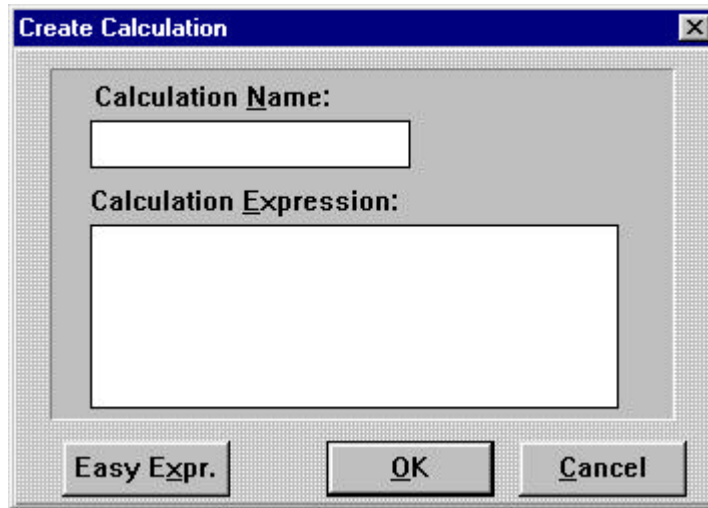 Create Calculation
Calculation Name:
Calculation Expression:
Easy Expr. OK Cancel